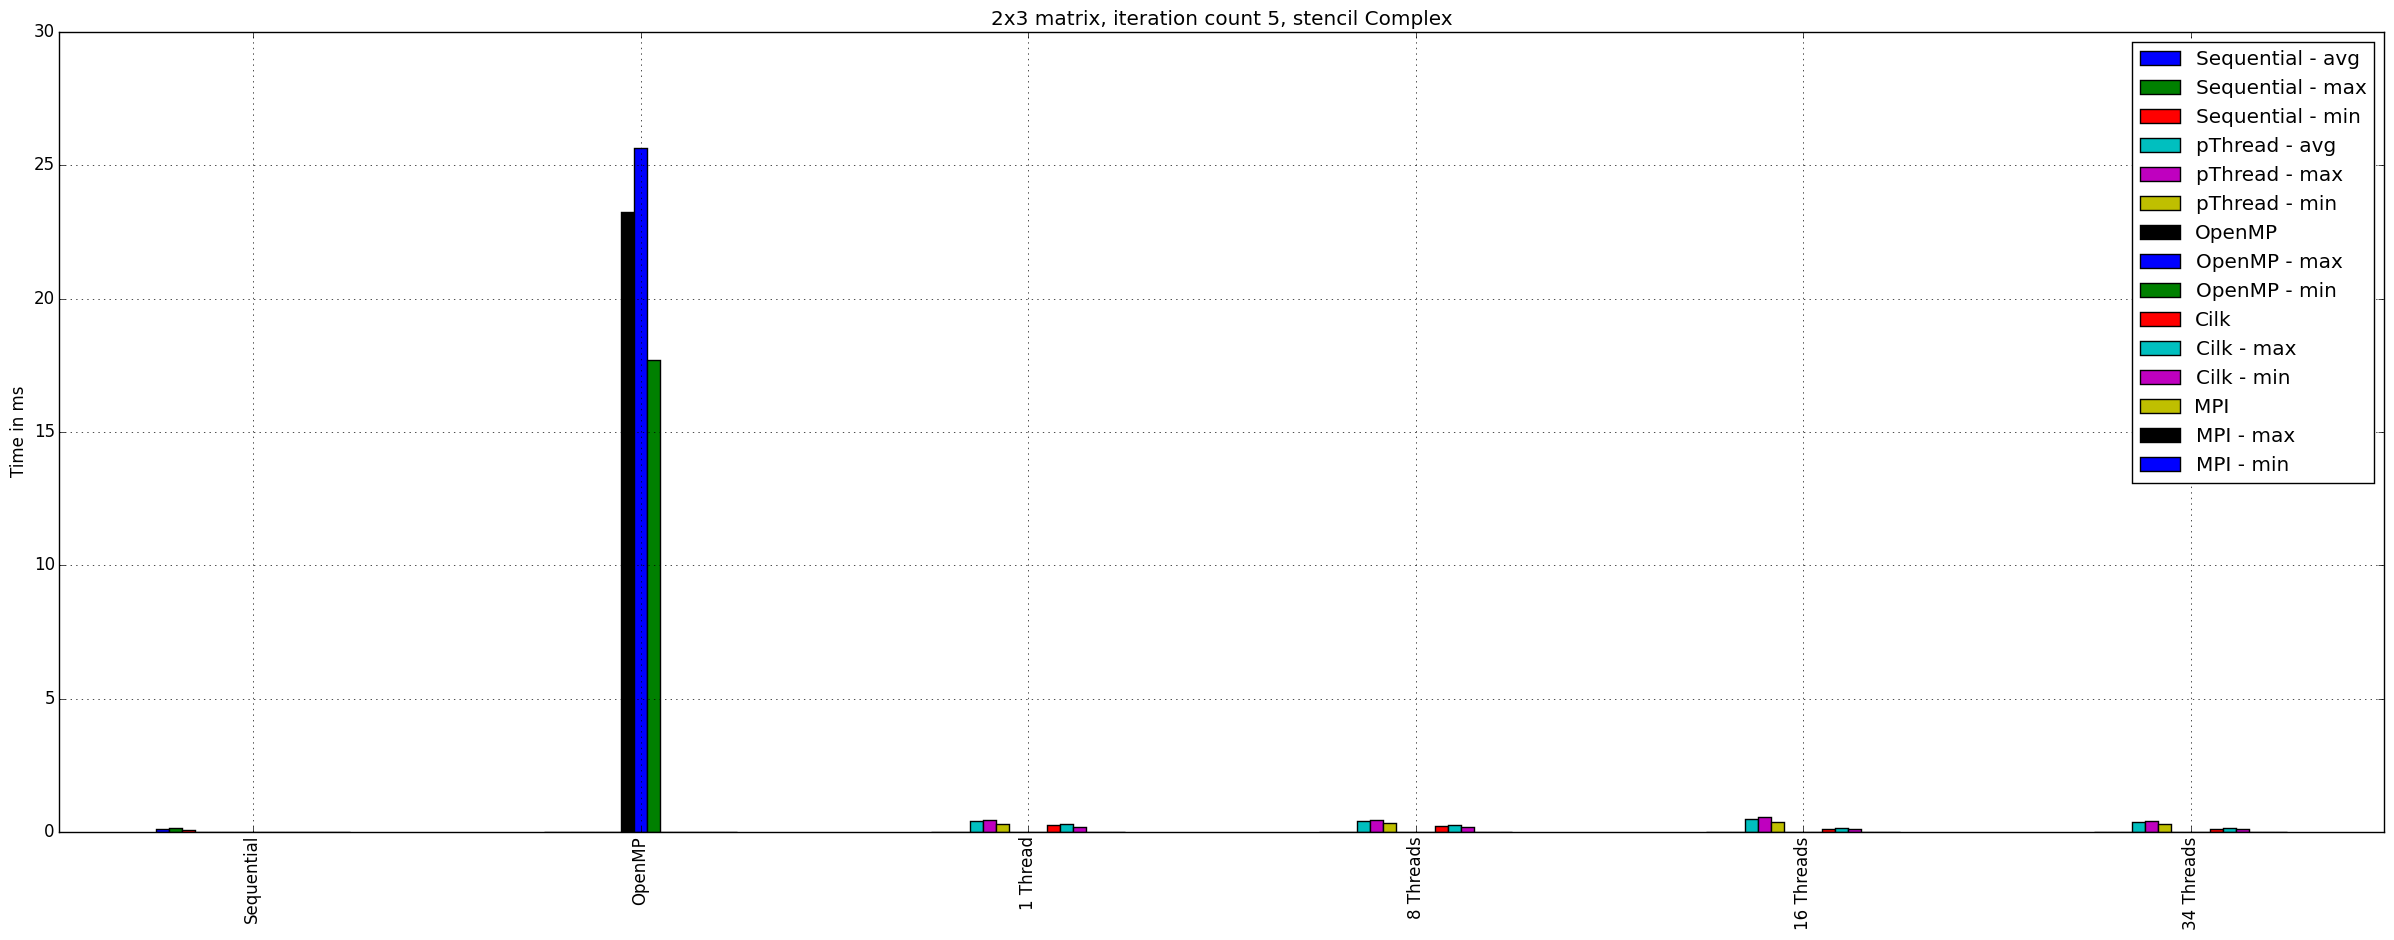 2x3 matrix, iteration count 5, stencil Complex
30
25
20
15
10
5
0
Time in ms
Sequential
OpenMP
1 Thread
8 Threads
16 Threads
34 Threads
Sequential - avg
Sequential - max
Sequential - min
pThread - avg
pThread - max
pThread - min
OpenMP
OpenMP - max
OpenMP - min
Cilk
Cilk - max
Cilk - min
MPI
MPI - max
MPI - min